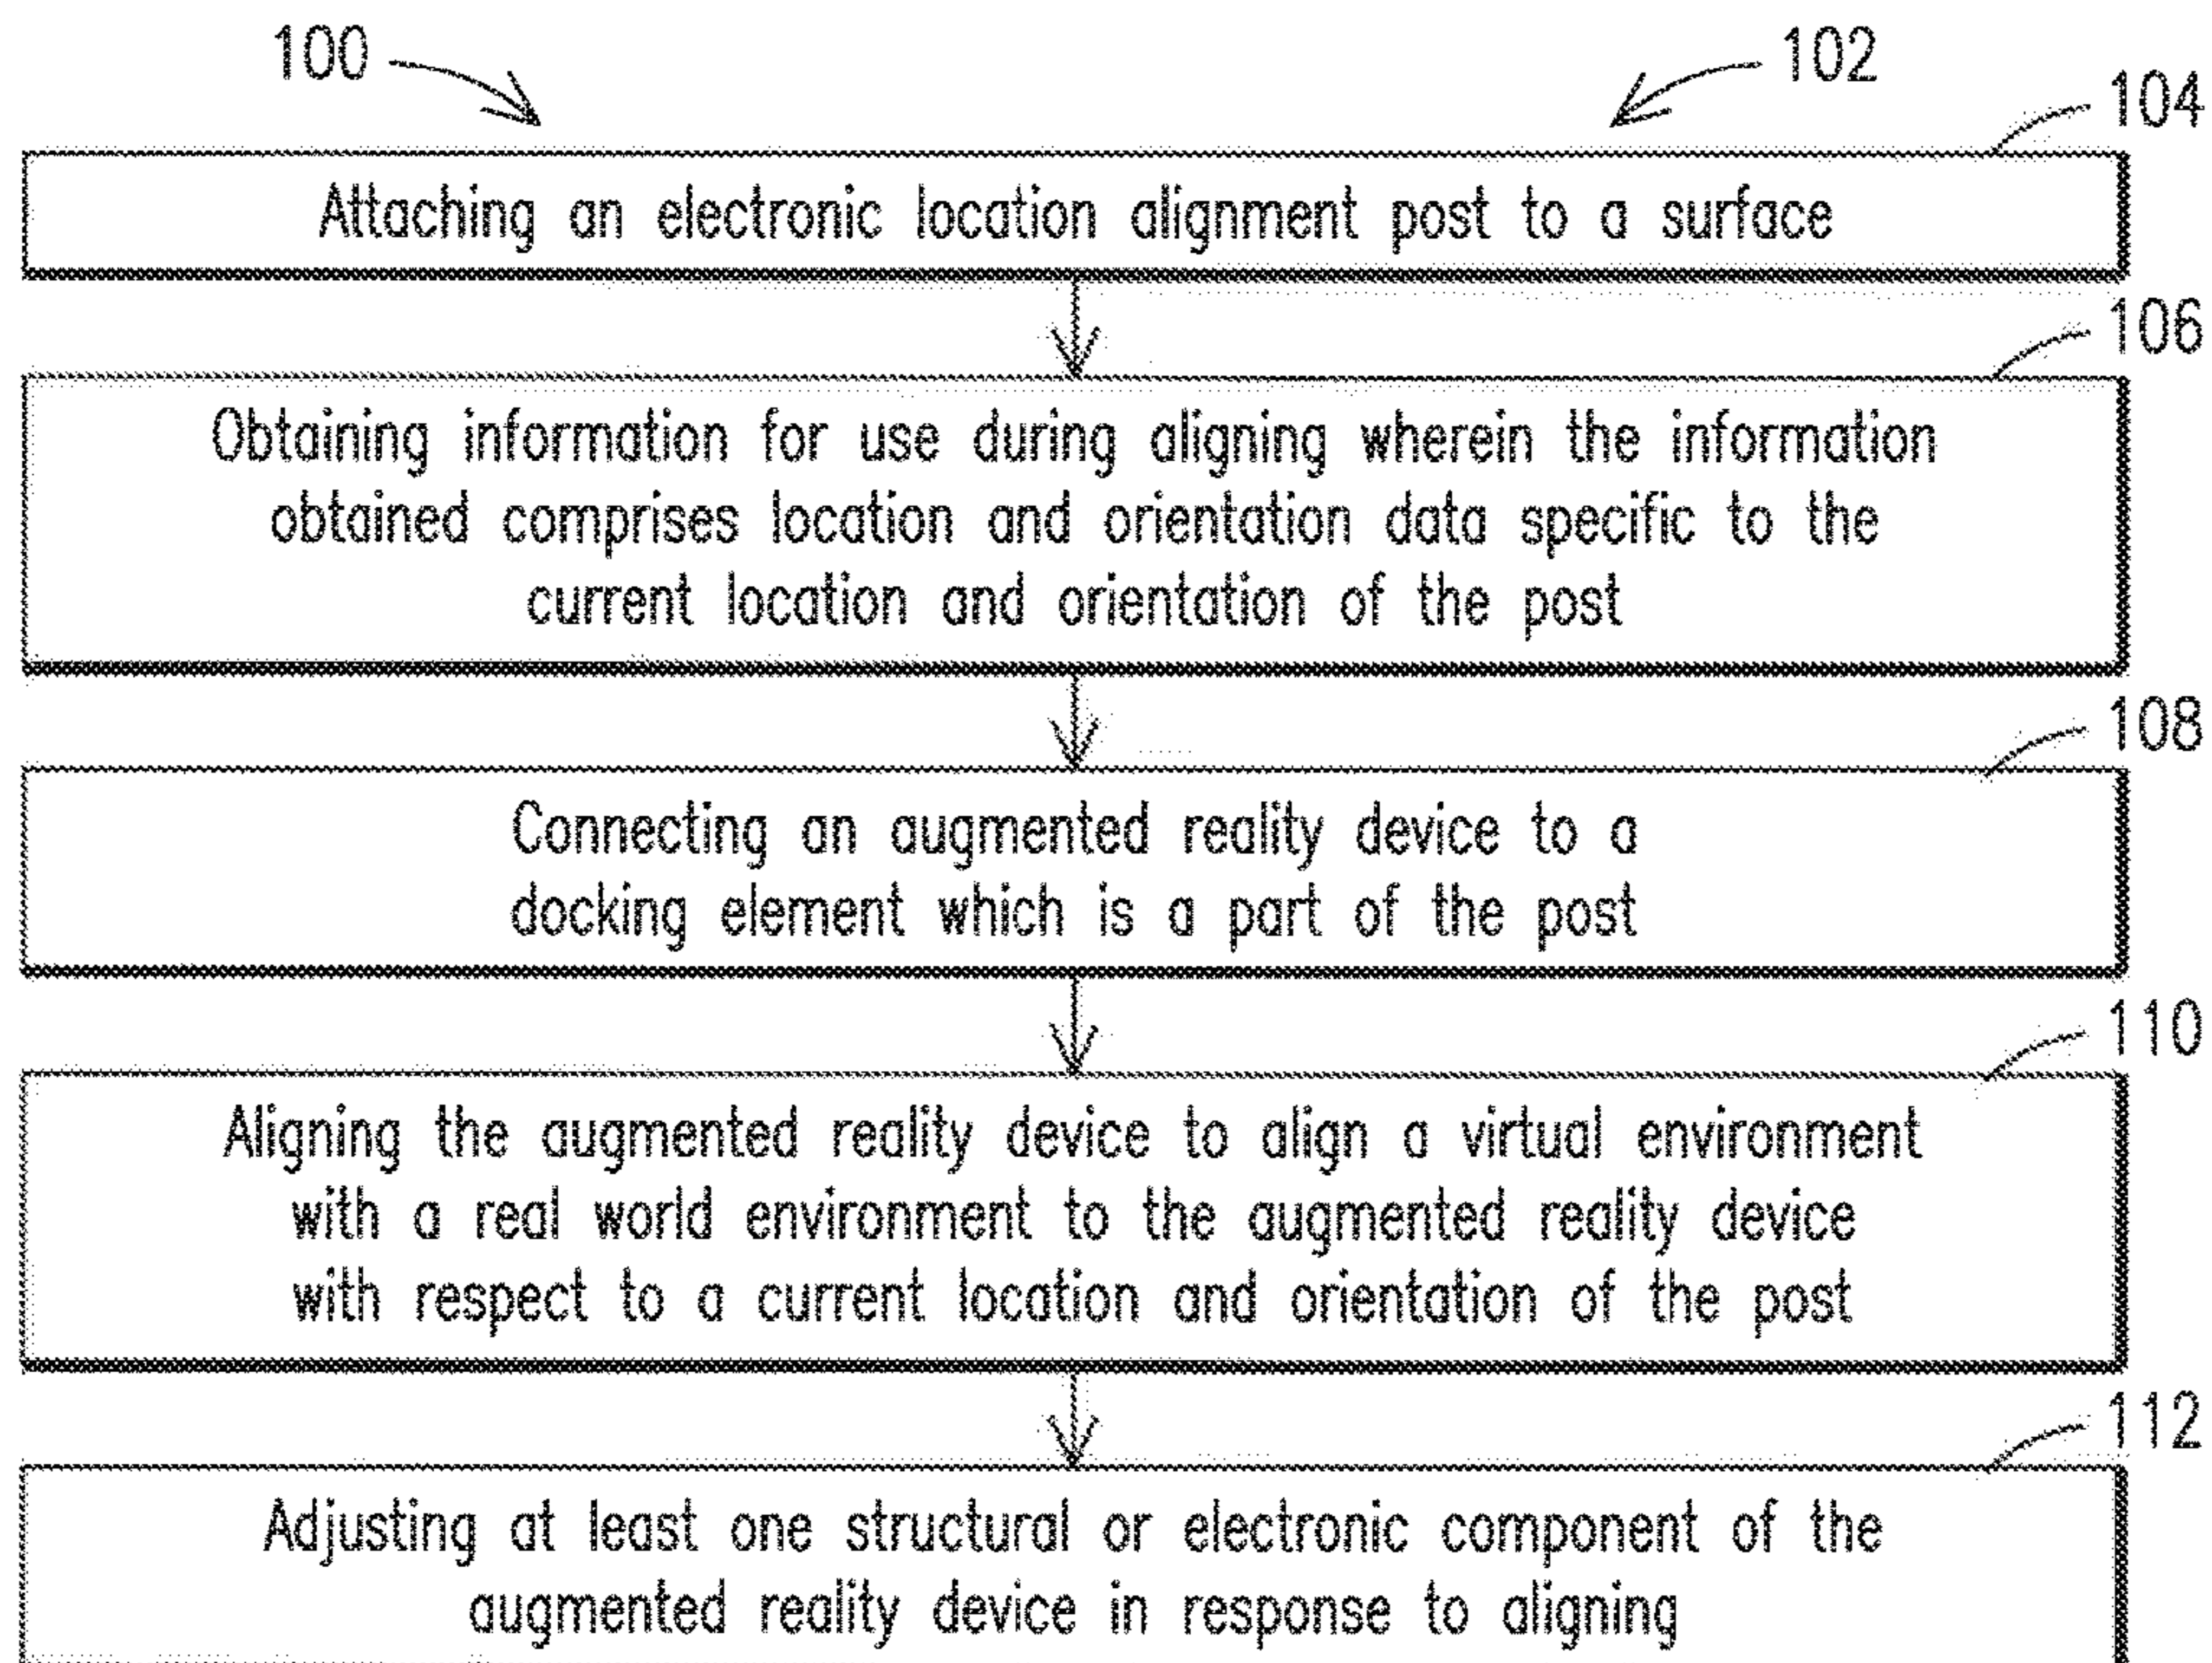 100
102
104
Attaching an electronic location alignment post to a surface
106
Obtaining information for use during aligning wherein the information
obtained comprises location and orientation data specific to the
current location and orientation of the post
108
Connecting an augmented reality device to a
docking element which is a part of the post
110
Aligning the augmented reality device to align a virtual environment
with a real world environment to the augmented reality device
with respect to a current location and orientation of the post
112
Adjusting at least one structural or electronic component of the
augmented reality device in response to aligning